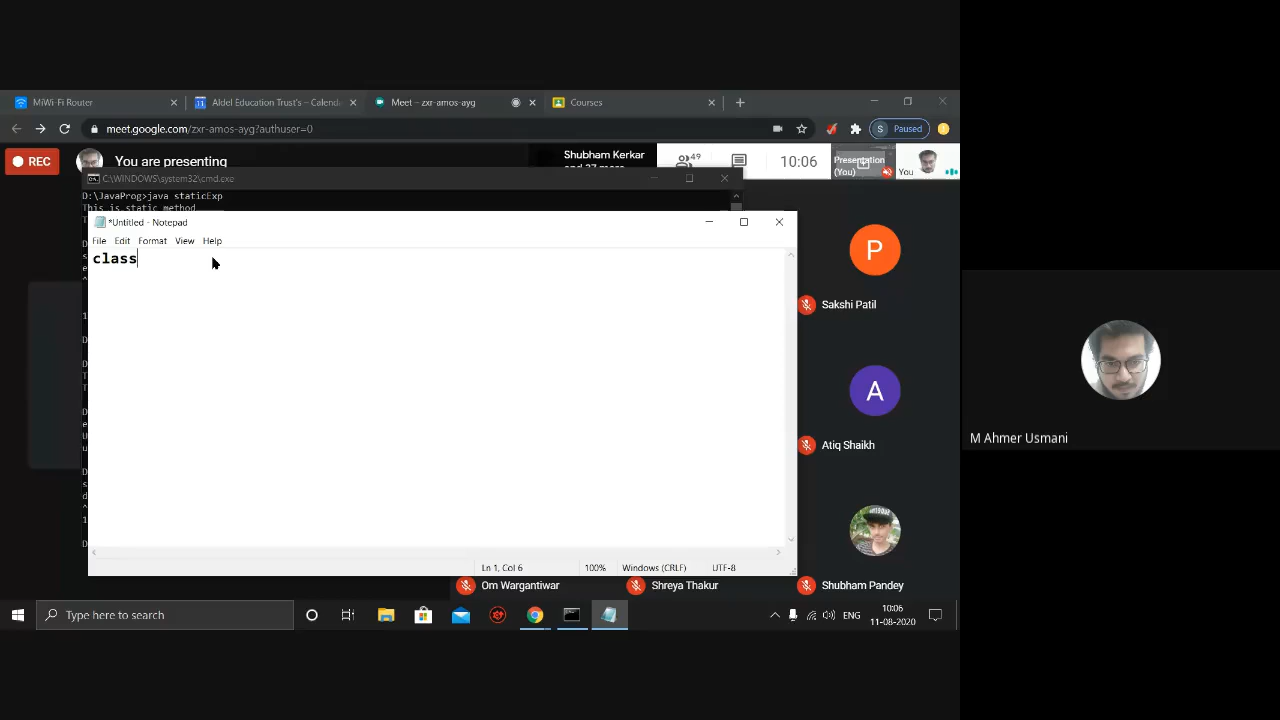 MiWi-Fi Router
Aldel Education Trust's – Calenda
Meet – zxr-amos-ayg
Courses
meet.google.com/zxr-amos-ayg?authuser=0
S Paused
REC
You are presenting
Shubham Kerkar
49
10:06
Presentation
(You)
You
C:\WINDOWS\system32\cmd.exe
D:\JavaProg>java staticExp
This is static method
*Untitled - Notepad
File Edit Format View Help
class
P
Sakshi Patil
A
Atiq Shaikh
M Ahmer Usmani
Ln 1, Col 6
100%
Windows (CRLF)
UTF-8
Om Wargantiwar
Shreya Thakur
Shubham Pandey
Type here to search
ENG
10:06
11-08-2020